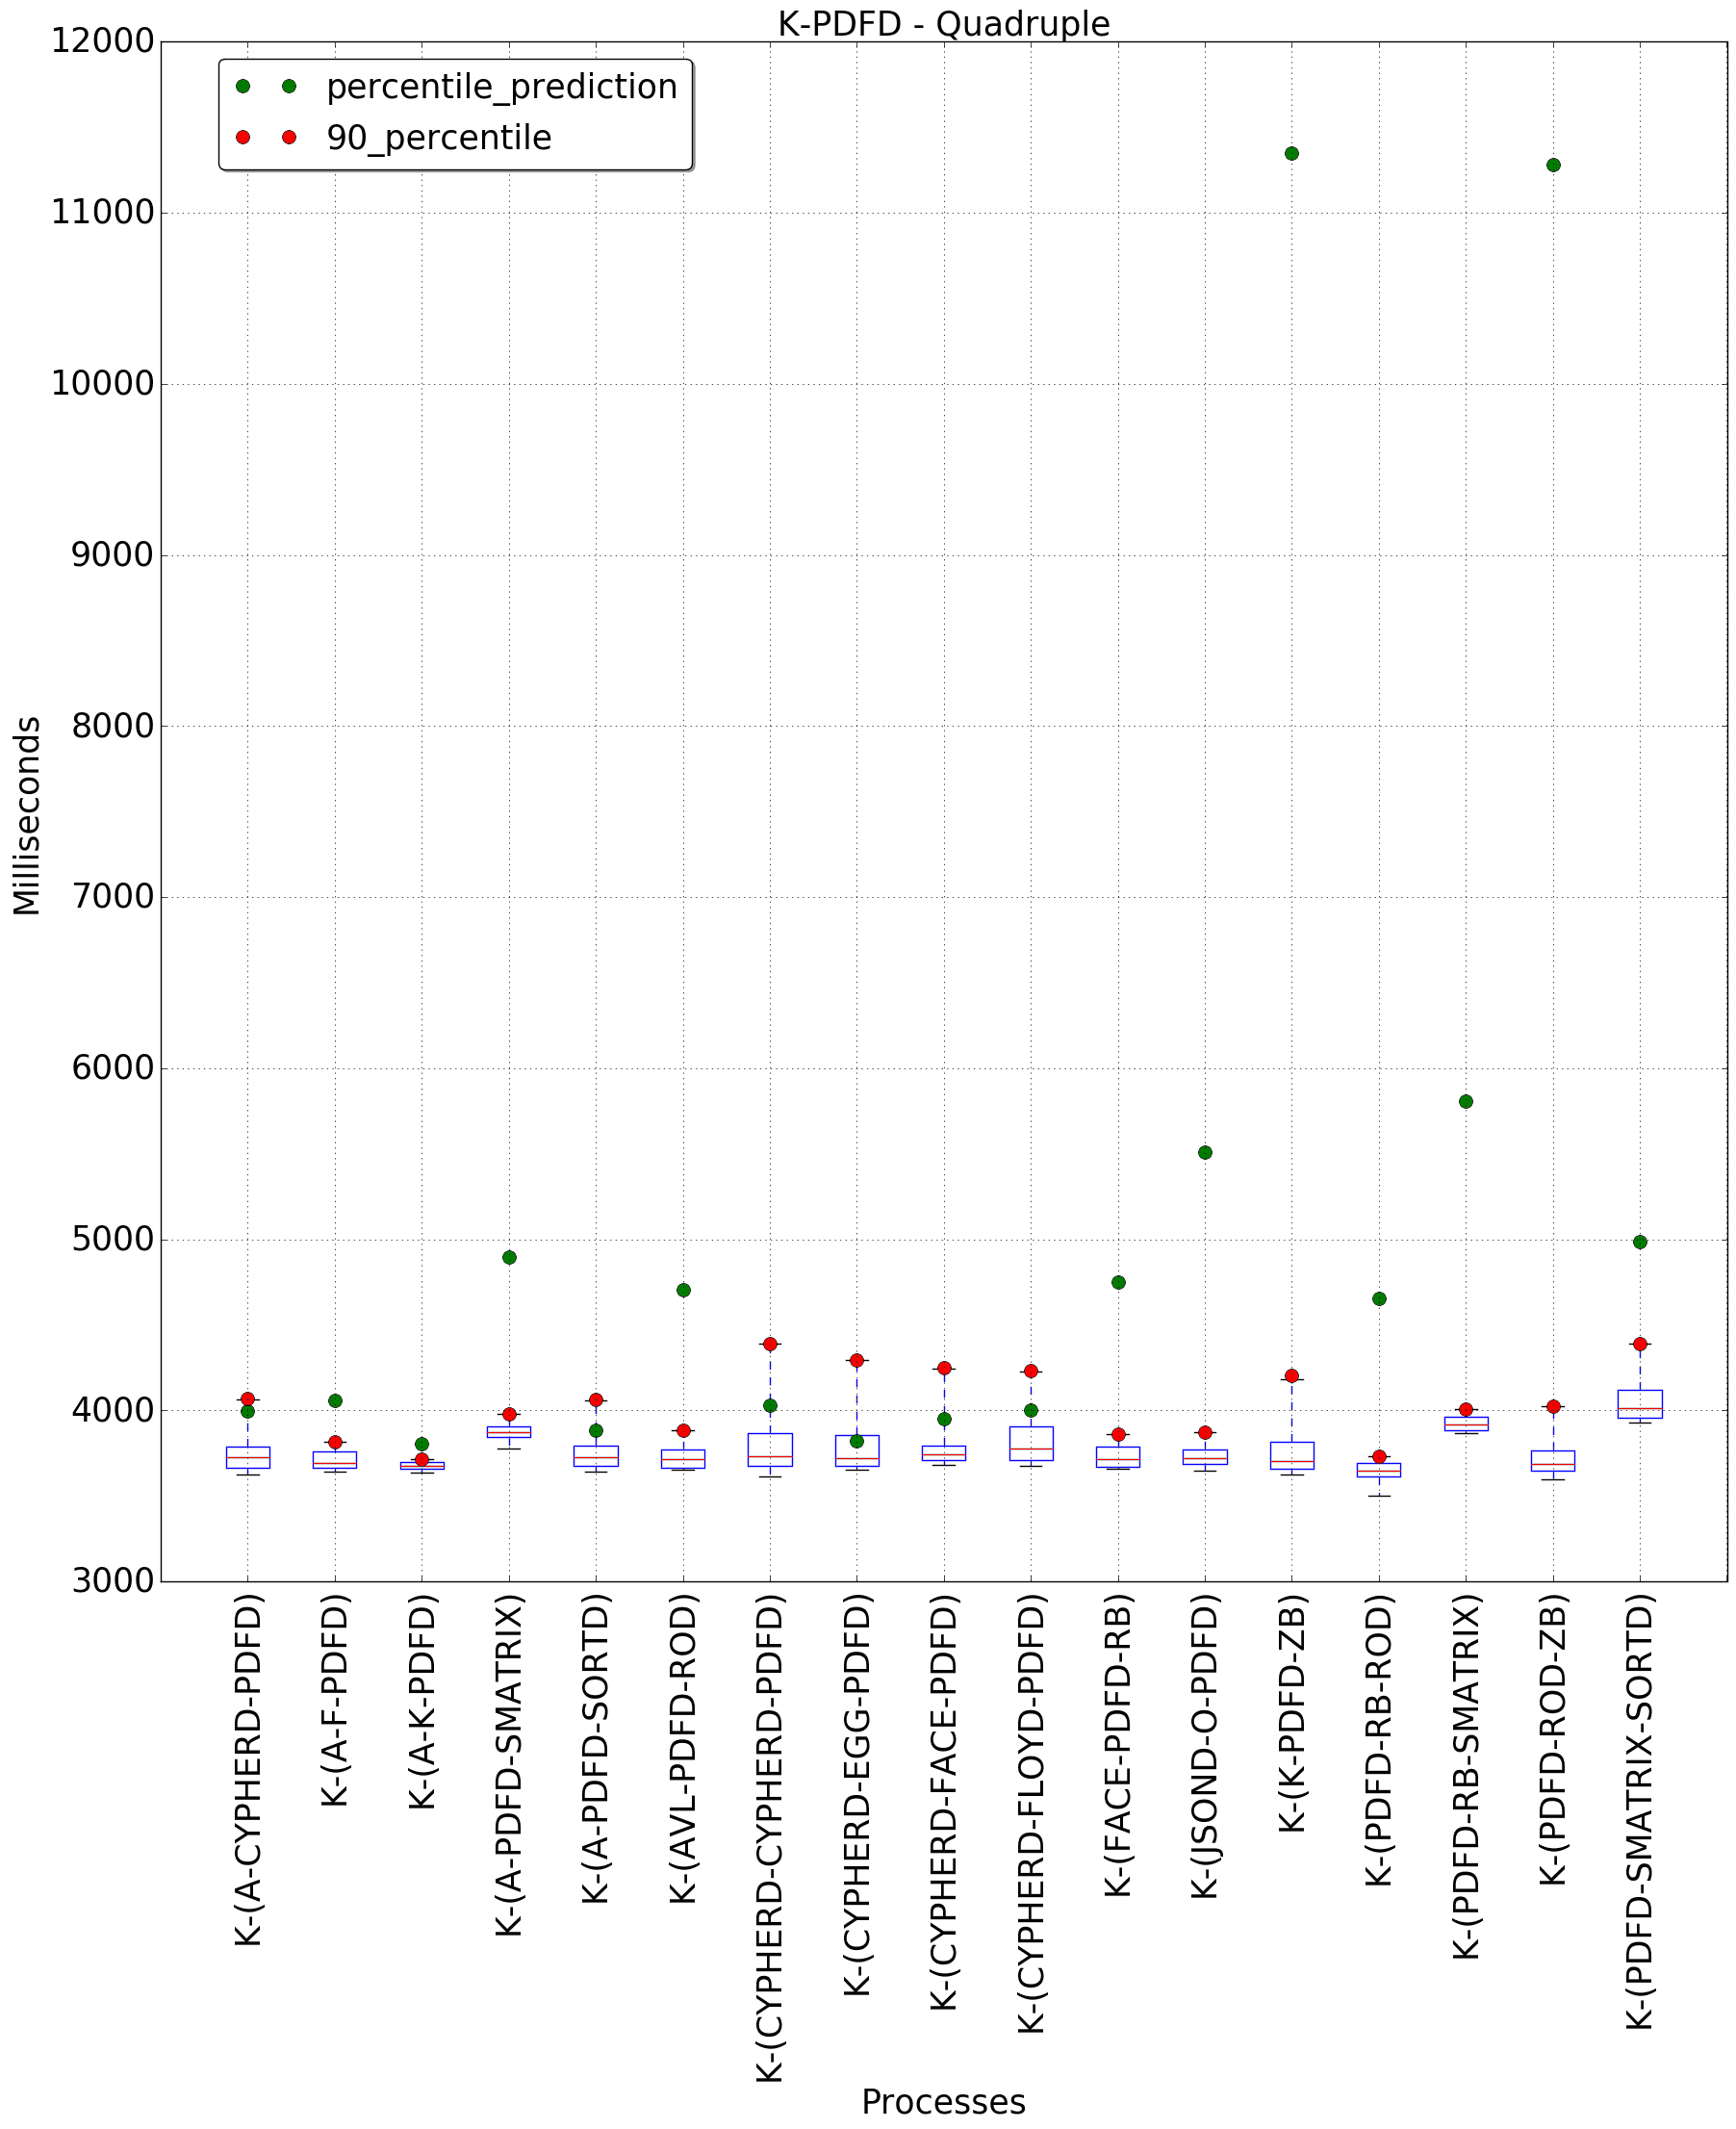 K-PDFD - Quadruple
percentile_prediction
90_percentile
12000
11000
10000
9000
8000
7000
6000
5000
4000
3000
Milliseconds
K-(A-CYPHERD-PDFD)
K-(A-F-PDFD)
K-(A-K-PDFD)
K-(A-PDFD-SMATRIX)
K-(A-PDFD-SORTD)
K-(AVL-PDFD-ROD)
K-(CYPHERD-CYPHERD-PDFD)
K-(CYPHERD-EGG-PDFD)
K-(CYPHERD-FACE-PDFD)
K-(CYPHERD-FLOYD-PDFD)
K-(FACE-PDFD-RB)
K-(JSOND-O-PDFD)
K-(K-PDFD-ZB)
K-(PDFD-RB-ROD)
K-(PDFD-RB-SMATRIX)
K-(PDFD-ROD-ZB)
K-(PDFD-SMATRIX-SORTD)
Processes